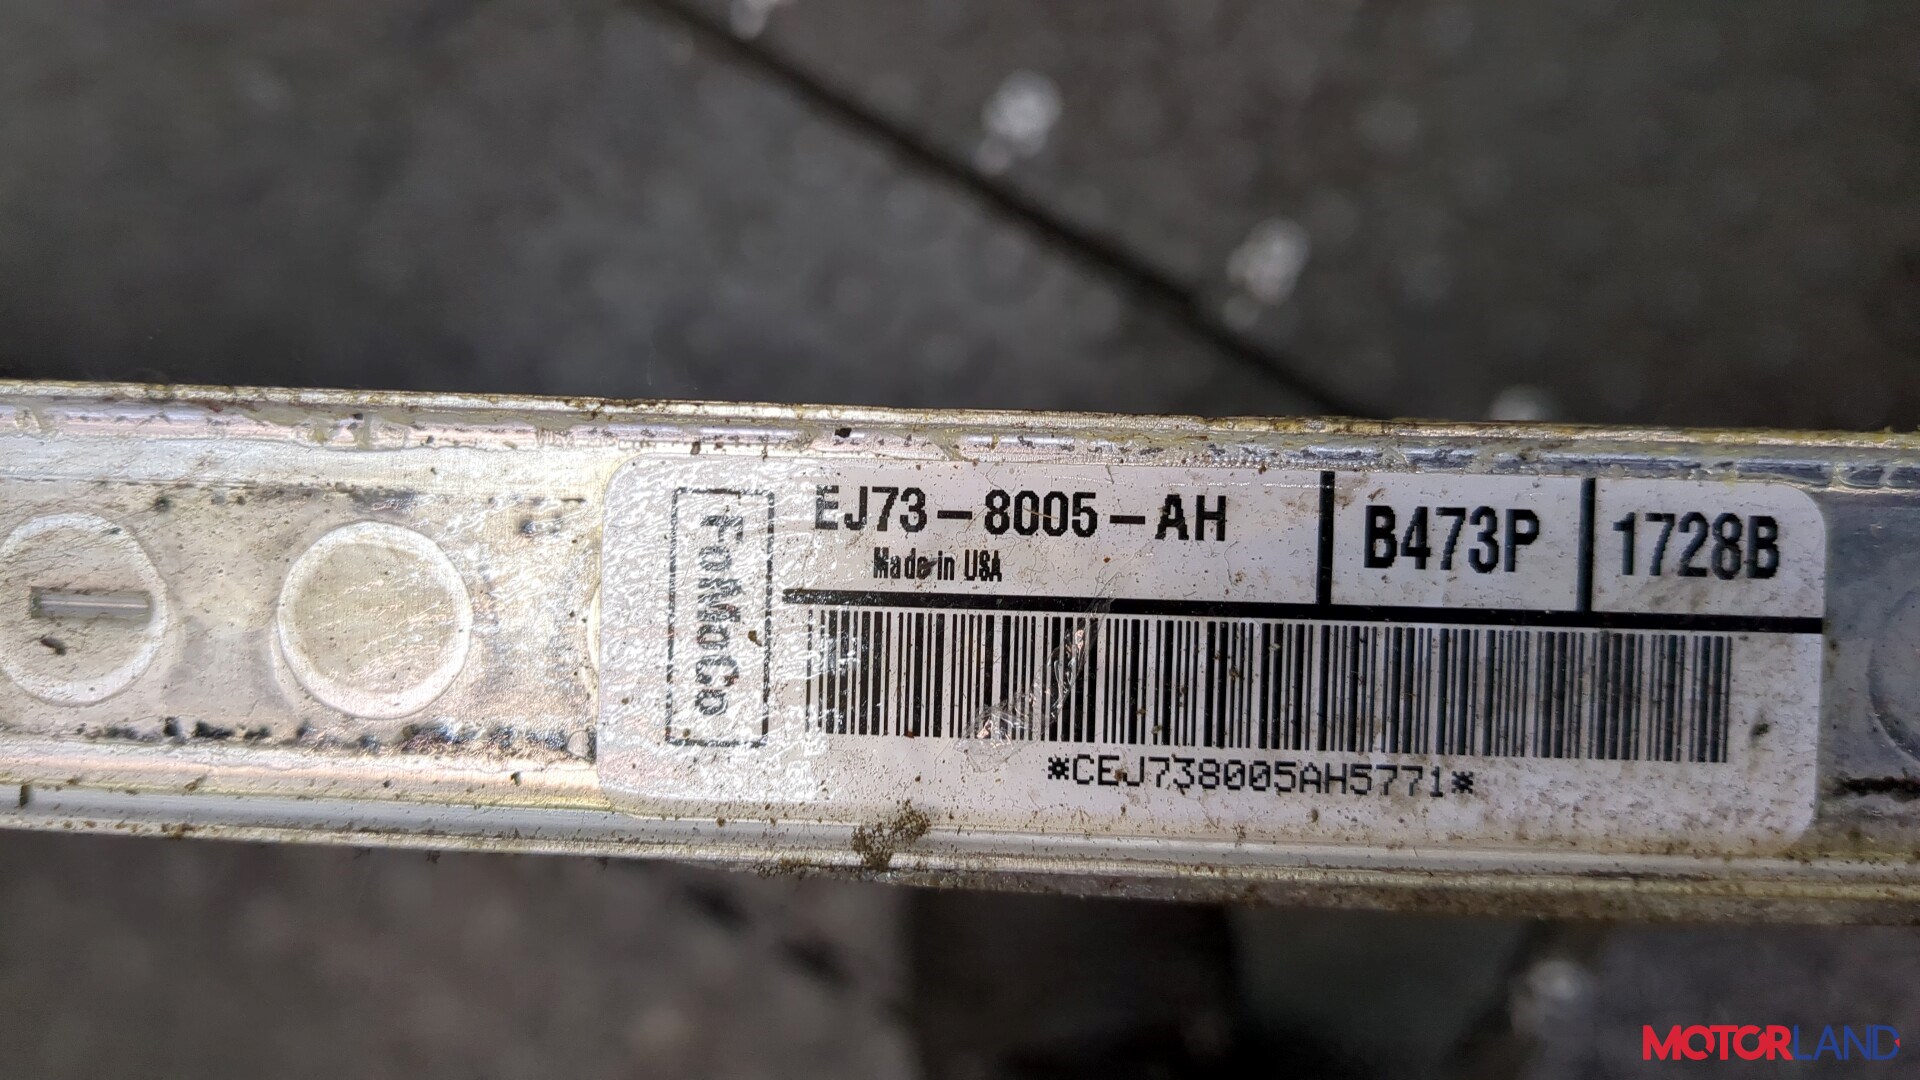 FoMoCo
EJ73-8005-AH
Made in USA
B473P
1728B
*CEJ738005AH5771*
MOTORLAND